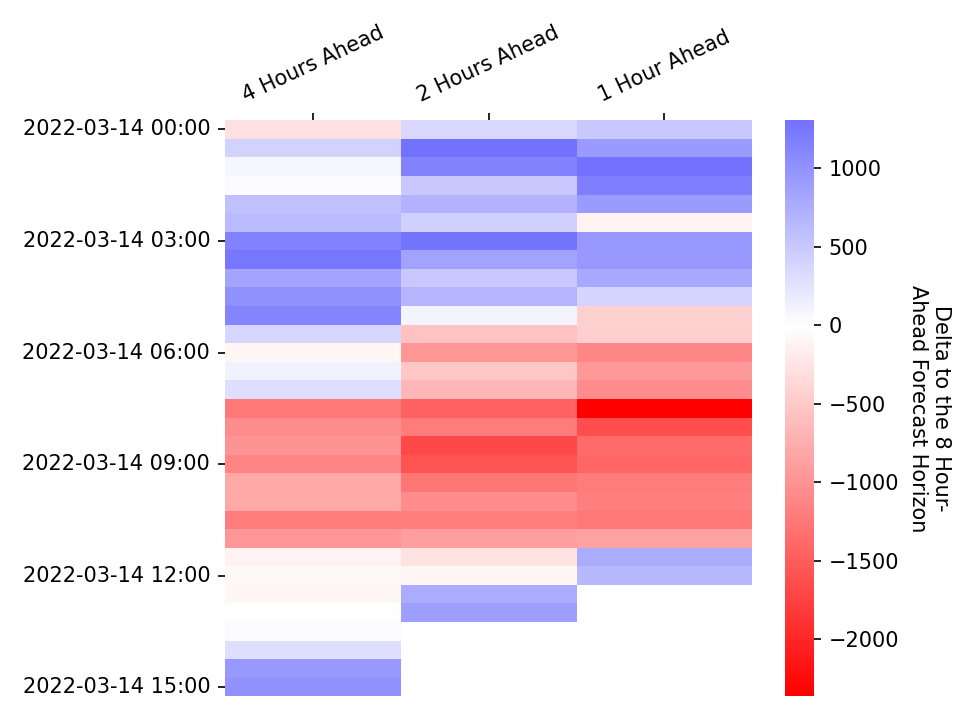 4 Hours Ahead
2 Hours Ahead
1 Hour Ahead
2022-03-14 00:00
2022-03-14 03:00
2022-03-14 06:00
2022-03-14 09:00
2022-03-14 12:00
2022-03-14 15:00
1000
500
0
−500
−1000
−1500
−2000
Delta to the 8 Hour-
Ahead Forecast Horizon